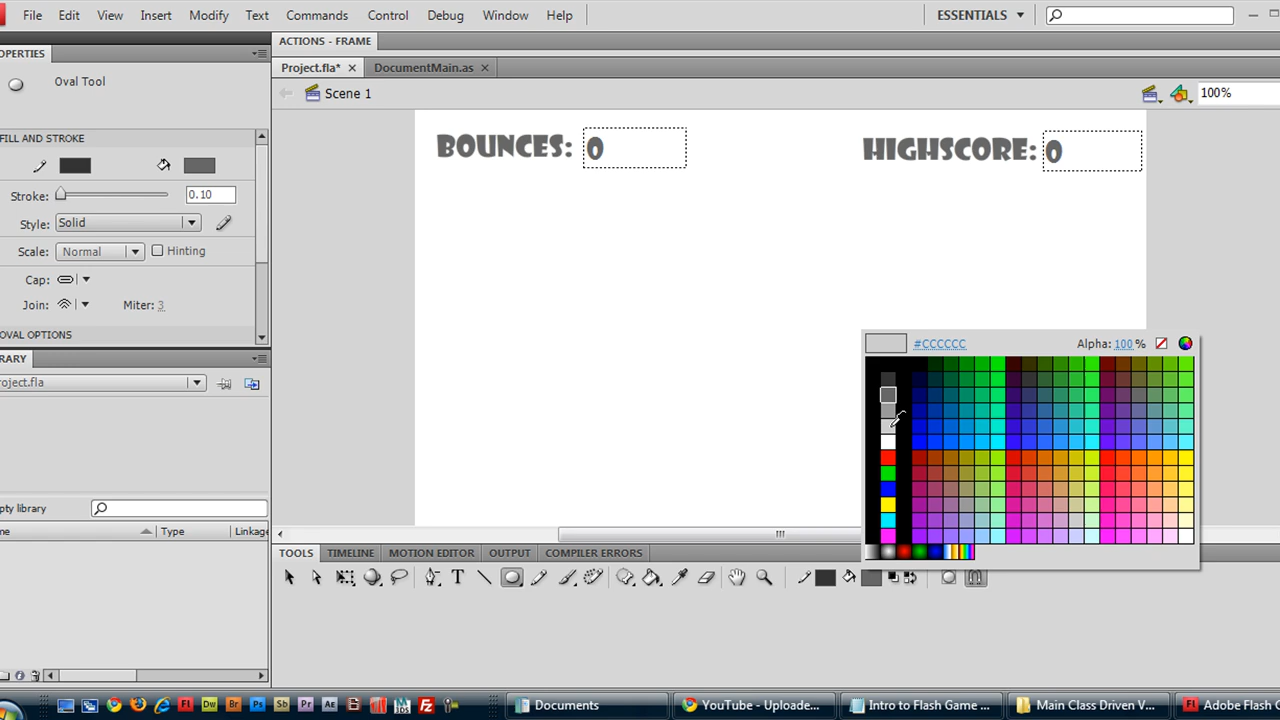 File Edit View Insert Modify Text Commands Control Debug Window Help ESSENTIALS
ACTIONS - FRAME
OPERTIES
Project.fla* DocumentMain.as
Oval Tool
Scene 1 100%
FILL AND STROKE
BOUNCES: 0 HIGHSCORE: 0
Stroke: 0.10
Style: Solid
Scale: Normal Hinting
Cap:
Join: Miter: 3
OVAL OPTIONS
#CCCCCC Alpha: 100 %
RARY
roject.fla
pty library
me Type Linkage
TOOLS TIMELINE MOTION EDITOR OUTPUT COMPILER ERRORS
Documents YouTube - Uploade... Intro to Flash Game ... Main Class Driven V... Adobe Flash C